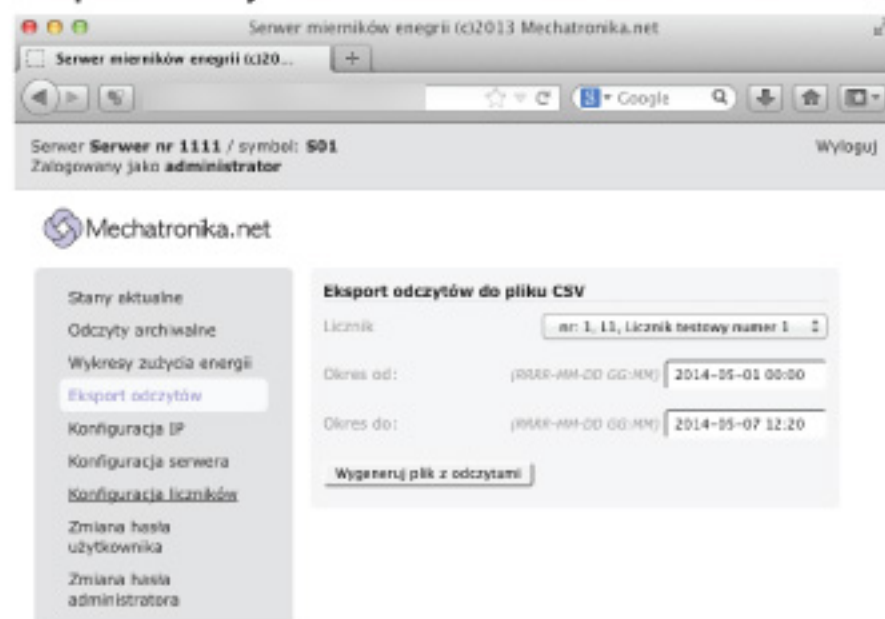 Serwer mierników enegrii (c)2013 Mechatronika.net
Serwer mierników enegrii (c)20...
Google
Serwer Serwer nr 1111 / symbol: S01
Wyloguj
Zalogowany jako administrator
Mechatronika.net
Stany aktualne
Odczyty archiwalne
Wykresy zużycia energii
Eksport odczytów
Konfiguracja IP
Konfiguracja serwera
Konfiguracja liczników
Zmiana hasła
użytkownika
Zmiana hasła
administratora
Eksport odczytów do pliku CSV
Licznik
nr: 1, L1, Licznik testowy numer 1
Okres od:
(RRRR-MM-DD GG:MM) 2014-05-01 00:00
Okres do:
(RRRR-MM-DD GG:MM) 2014-05-07 12:20
Wygeneruj plik z odczytami